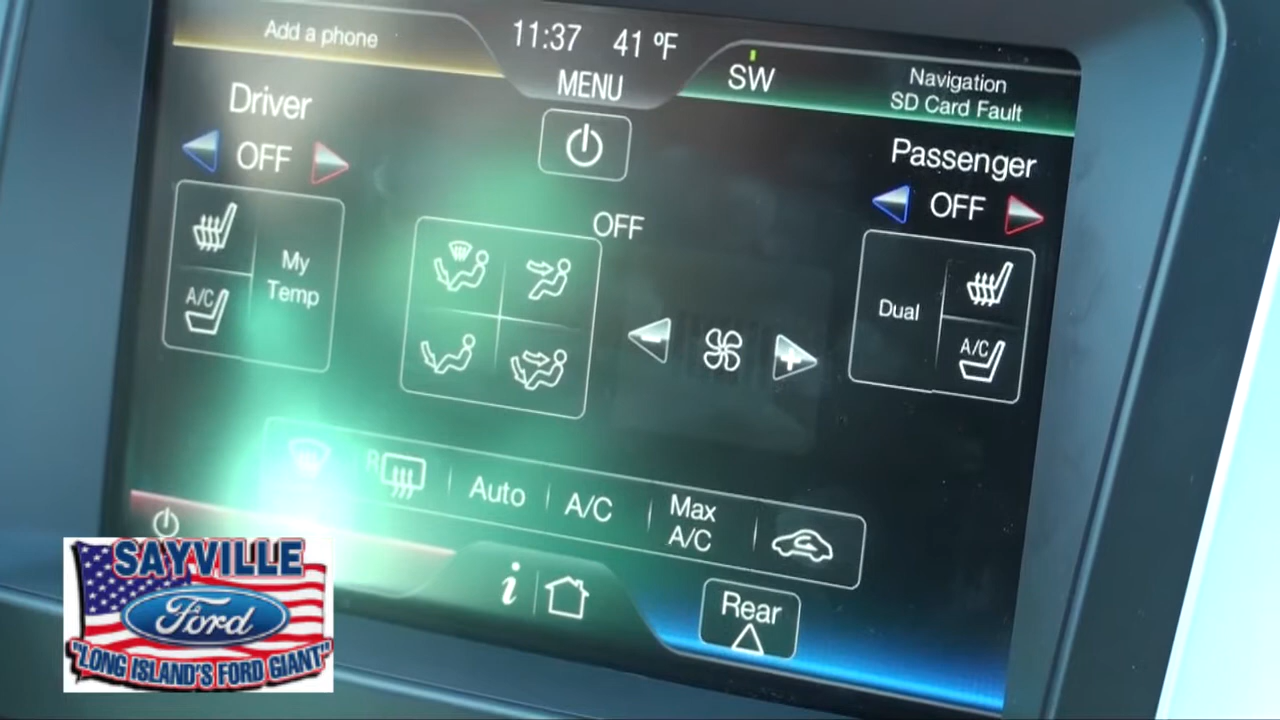 Add a phone
11:37 41 ºF
MENU
SW
Navigation
SD Card Fault
Driver
OFF
Passenger
OFF
OFF
My
Temp
A/C
Dual
A/C
R
Auto
A/C
Max
A/C
i
Rear
SAYVILLE
Ford
"LONG ISLAND'S FORD GIANT"